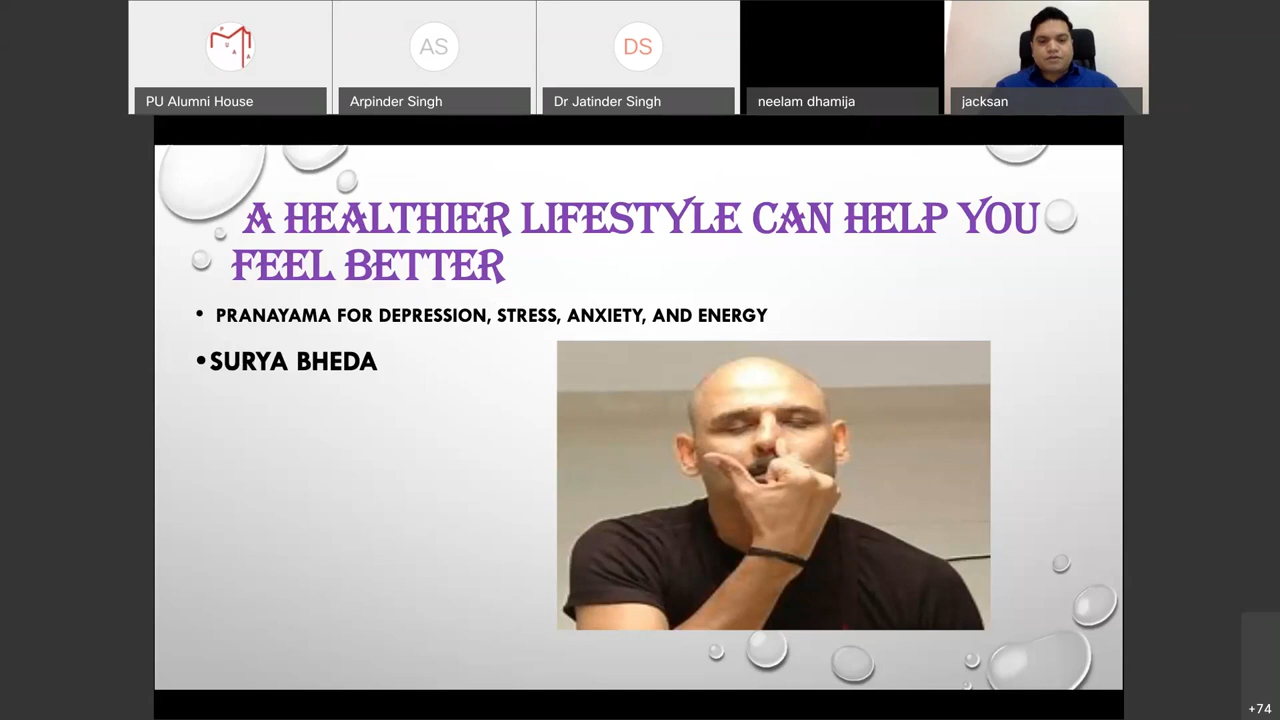 PUAA
AS
DS
PU Alumni House
Arpinder Singh
Dr Jatinder Singh
neelam dhamija
jacksan
A HEALTHIER LIFESTYLE CAN HELP YOU
FEEL BETTER
• PRANAYAMA FOR DEPRESSION, STRESS, ANXIETY, AND ENERGY
•SURYA BHEDA
+74